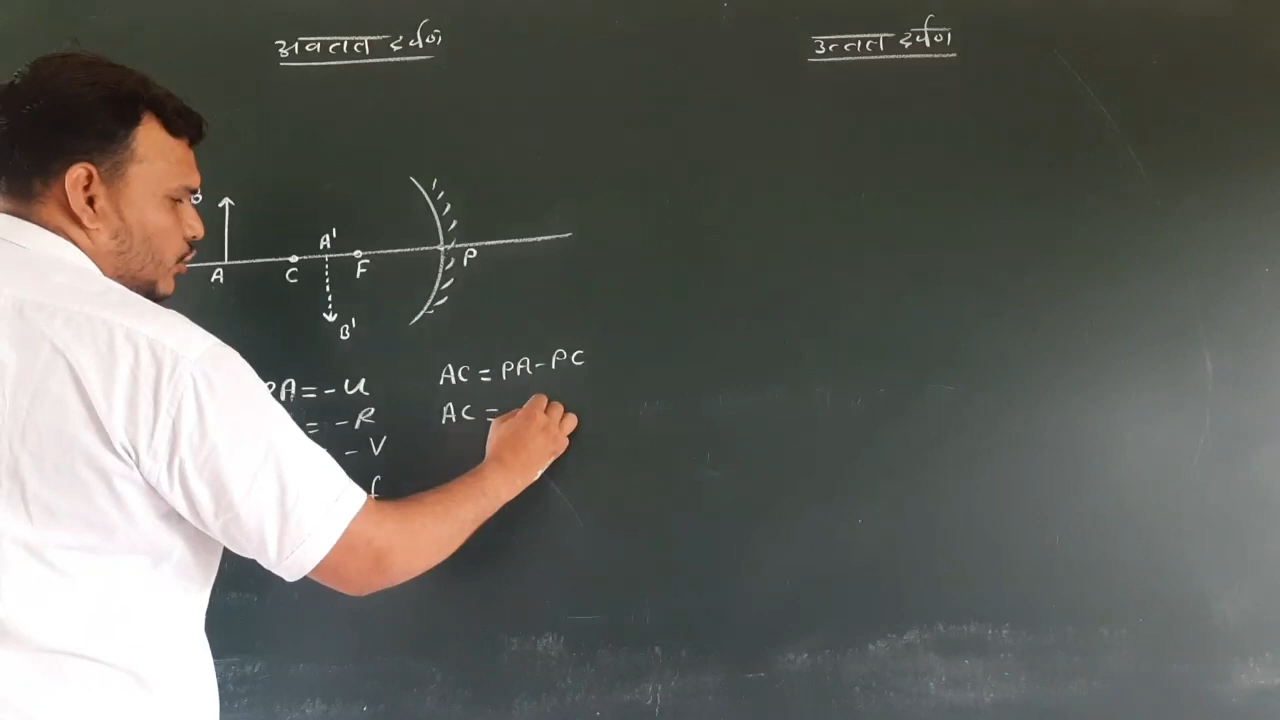 अवतल दर्पण
उत्तल दर्पण
A C A' F P
B'
PA = - u
= - R
- V
f
AC = PA - PC
AC =